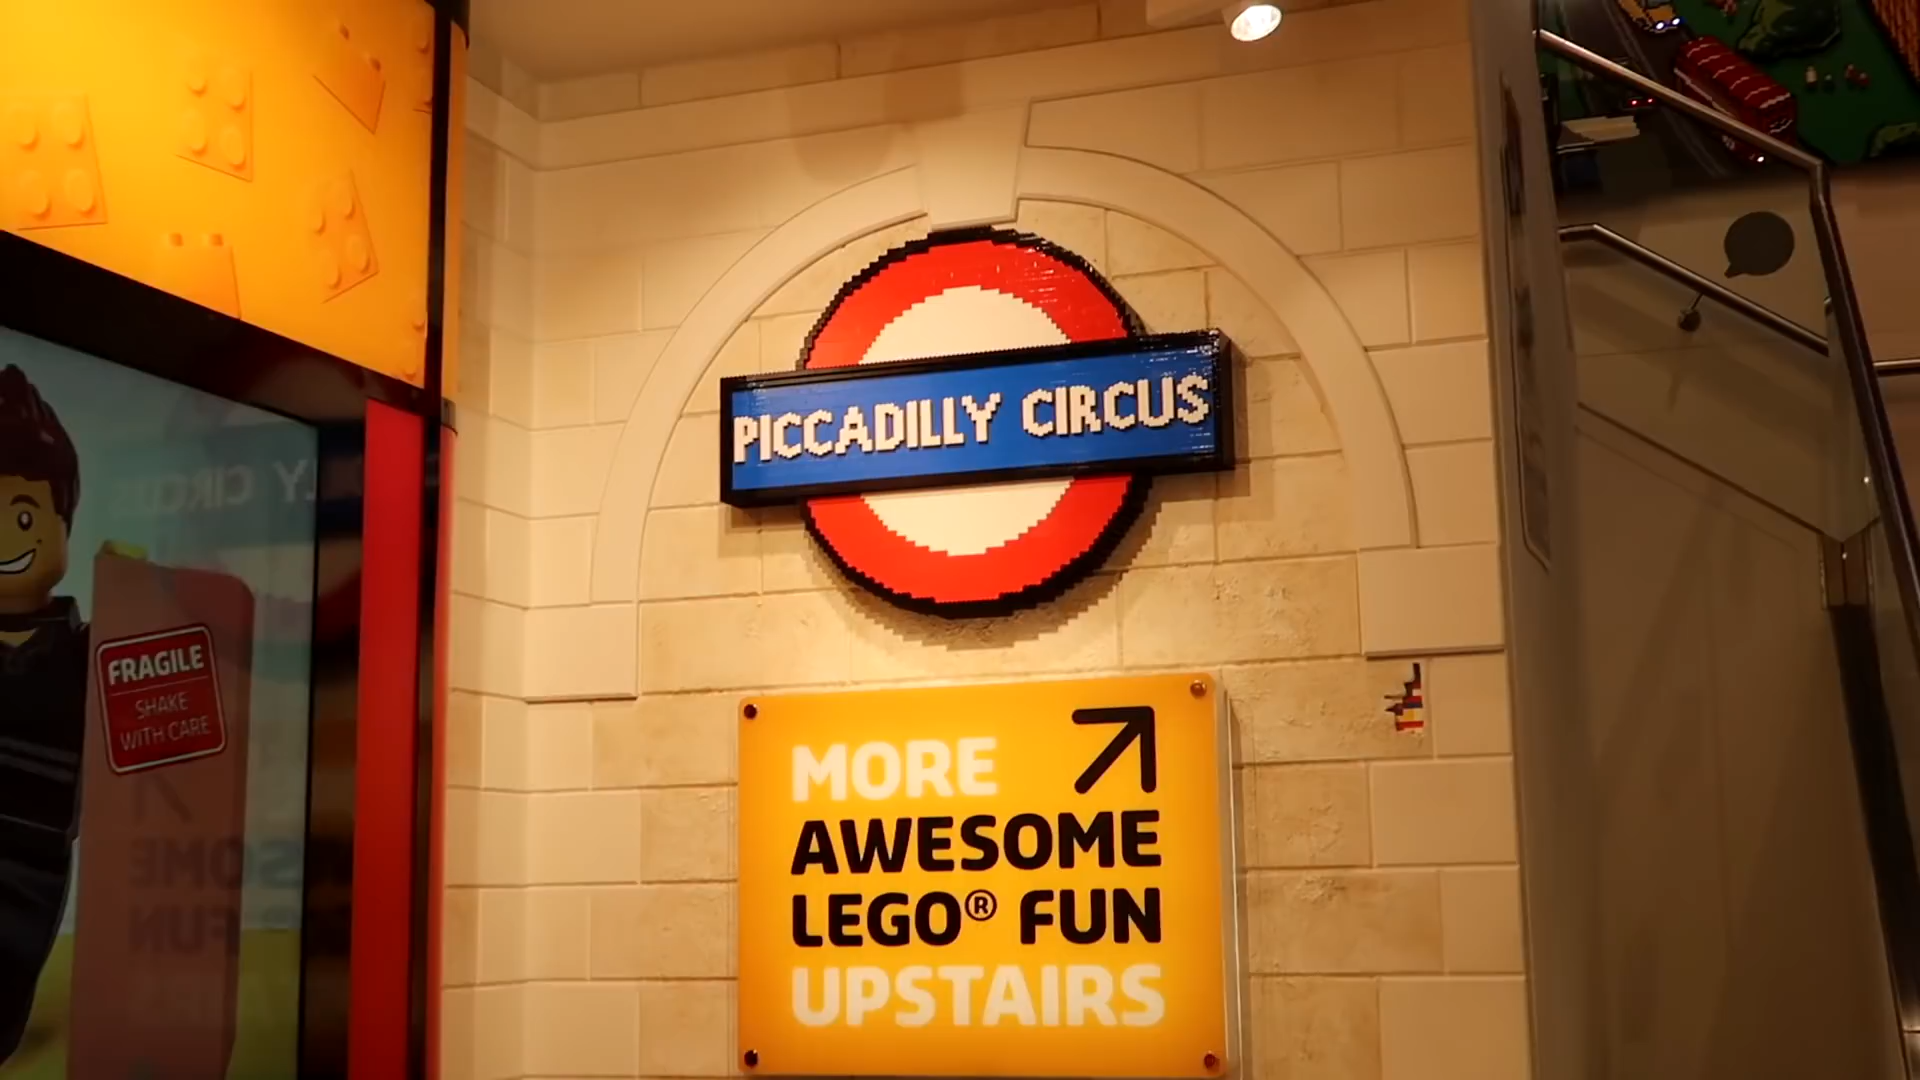 PICCADILLY CIRCUS
MORE
AWESOME
LEGO® FUN
UPSTAIRS
FRAGILE
SHAKE
WITH CARE